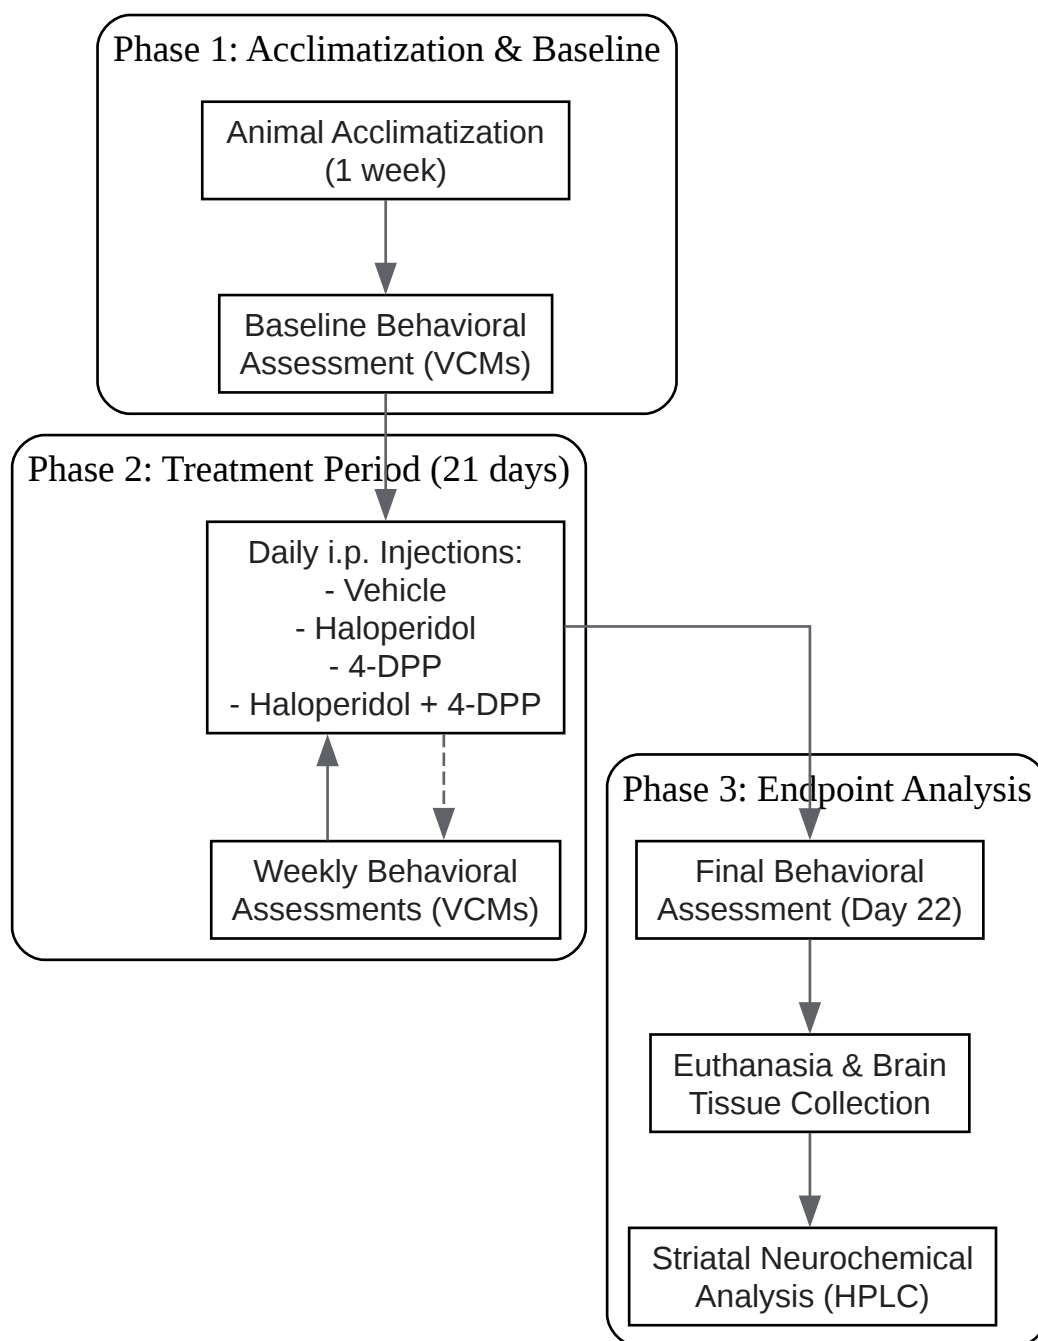 Phase 1: Acclimatization & Baseline
Animal Acclimatization
(1 week)
Baseline Behavioral
Assessment (VCMs)
Phase 2: Treatment Period (21 days)
Daily i.p. Injections:
- Vehicle
- Haloperidol
- 4-DPP
- Haloperidol + 4-DPP
Weekly Behavioral
Assessments (VCMs)
Phase 3: Endpoint Analysis
Final Behavioral
Assessment (Day 22)
Euthanasia & Brain
Tissue Collection
Striatal Neurochemical
Analysis (HPLC)